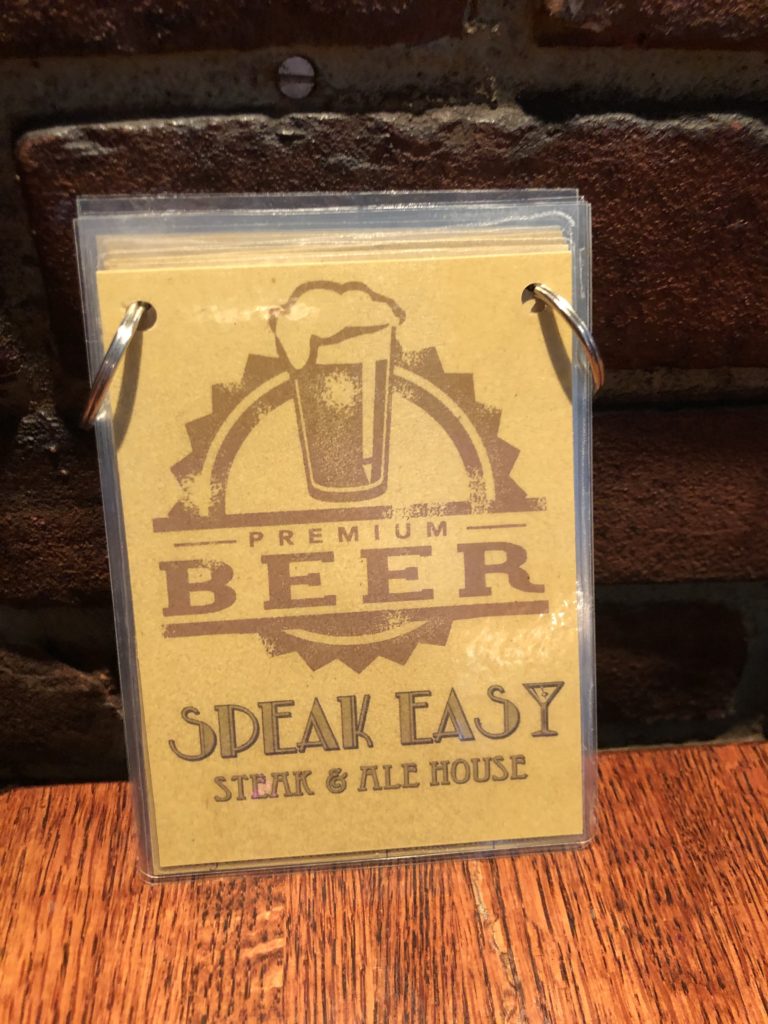 PREMIUM
BEER
SPEAK EASY
STEAK & ALE HOUSE